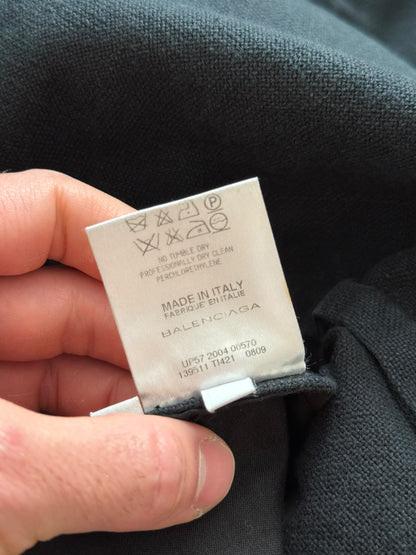 NO TUMBLE DRY
PROFESSIONALLY DRY CLEAN
PERCHLORETHYLENE
MADE IN ITALY
FABRIQUE EN ITALIE
BALENCIAGA
UP57 2004 00570
139511 TI421 0809